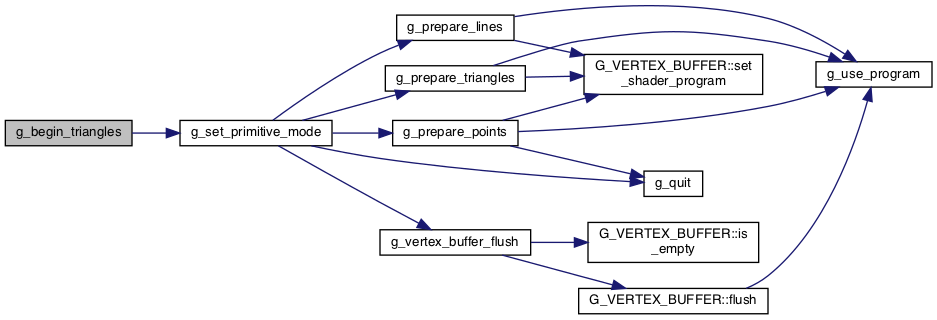 g_begin_triangles
g_set_primitive_mode
g_prepare_lines
g_prepare_triangles
g_prepare_points
g_vertex_buffer_flush
G_VERTEX_BUFFER::set
_shader_program
g_quit
G_VERTEX_BUFFER::is
_empty
G_VERTEX_BUFFER::flush
g_use_program